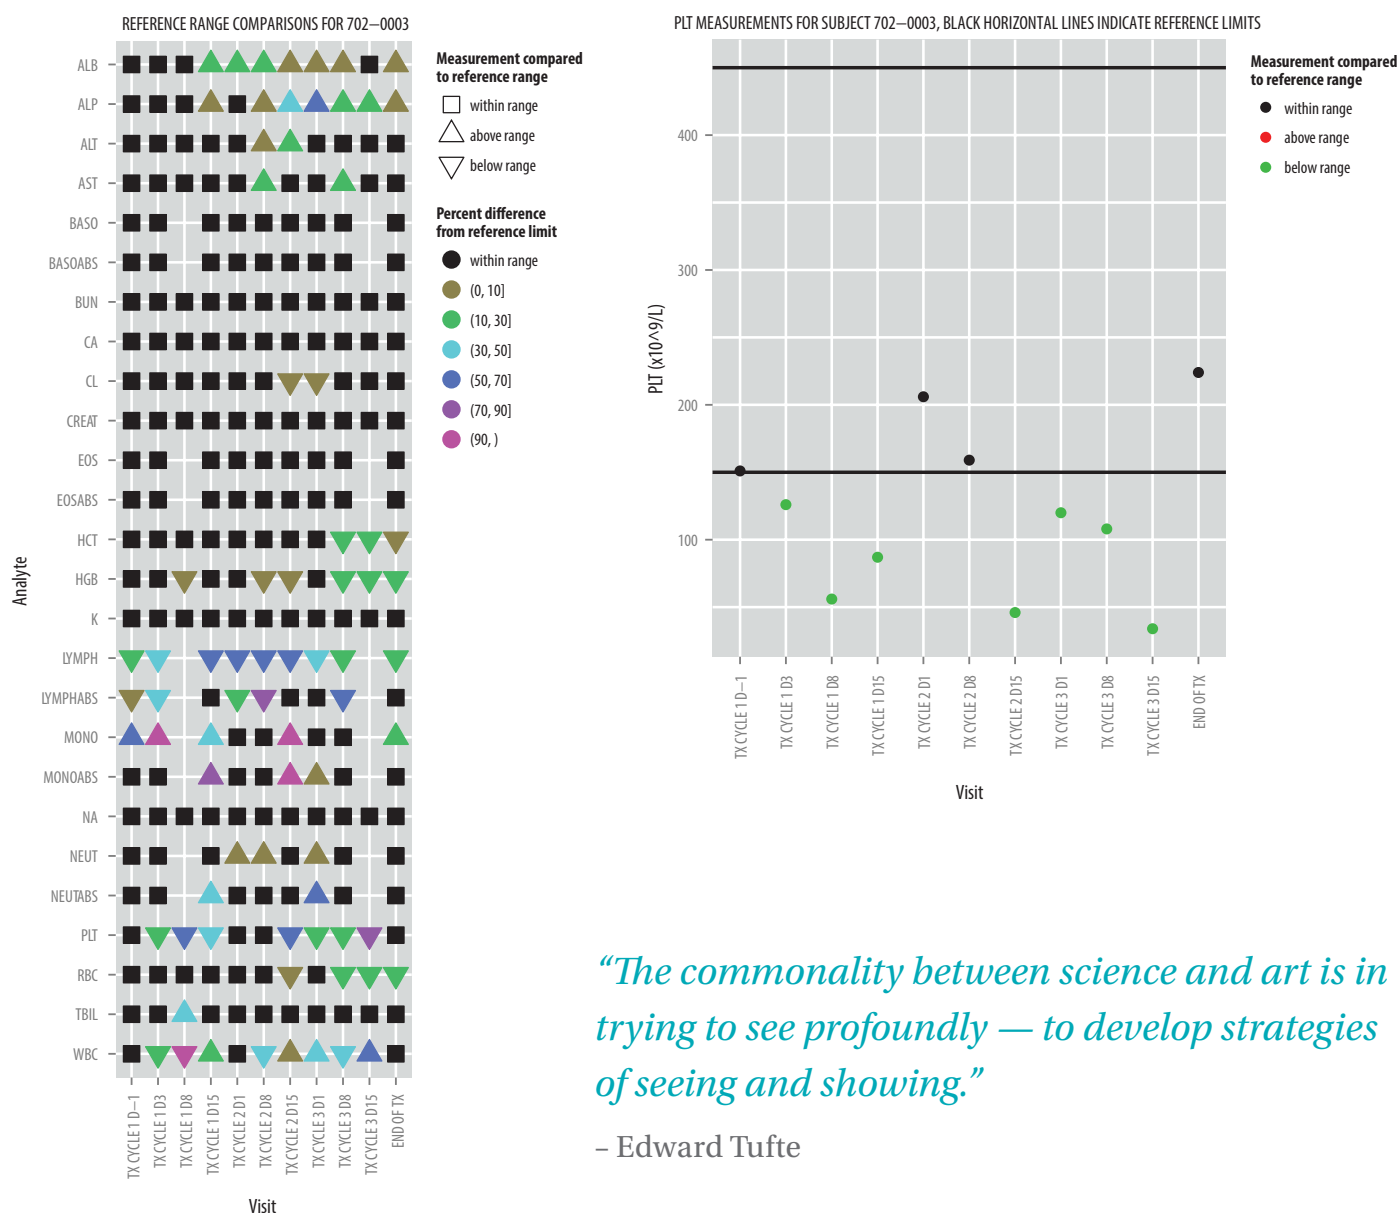 REFERENCE RANGE COMPARISONS FOR 702–0003
ALB
ALP
ALT
AST
BASO
BASOABS
BUN
CA
CL
CREAT
EOS
EOSABS
HCT
HGB
K
LYMPH
LYMPHABS
MONO
MONOABS
NA
NEUT
NEUTABS
PLT
RBC
TBIL
WBC
Analyte
TX CYCLE 1 D–1
TX CYCLE 1 D3
TX CYCLE 1 D8
TX CYCLE 1 D15
TX CYCLE 2 D1
TX CYCLE 2 D8
TX CYCLE 2 D15
TX CYCLE 3 D1
TX CYCLE 3 D8
TX CYCLE 3 D15
END OF TX
Visit
Measurement compared
to reference range
within range
above range
below range
Percent difference
from reference limit
within range
(0, 10]
(10, 30]
(30, 50]
(50, 70]
(70, 90]
(90, )
PLT MEASUREMENTS FOR SUBJECT 702–0003, BLACK HORIZONTAL LINES INDICATE REFERENCE LIMITS
400
300
200
100
PLT (x10^9/L)
TX CYCLE 1 D–1
TX CYCLE 1 D3
TX CYCLE 1 D8
TX CYCLE 1 D15
TX CYCLE 2 D1
TX CYCLE 2 D8
TX CYCLE 2 D15
TX CYCLE 3 D1
TX CYCLE 3 D8
TX CYCLE 3 D15
END OF TX
Visit
Measurement compared
to reference range
within range
above range
below range
“The commonality between science and art is in
trying to see profoundly — to develop strategies
of seeing and showing.”
– Edward Tufte